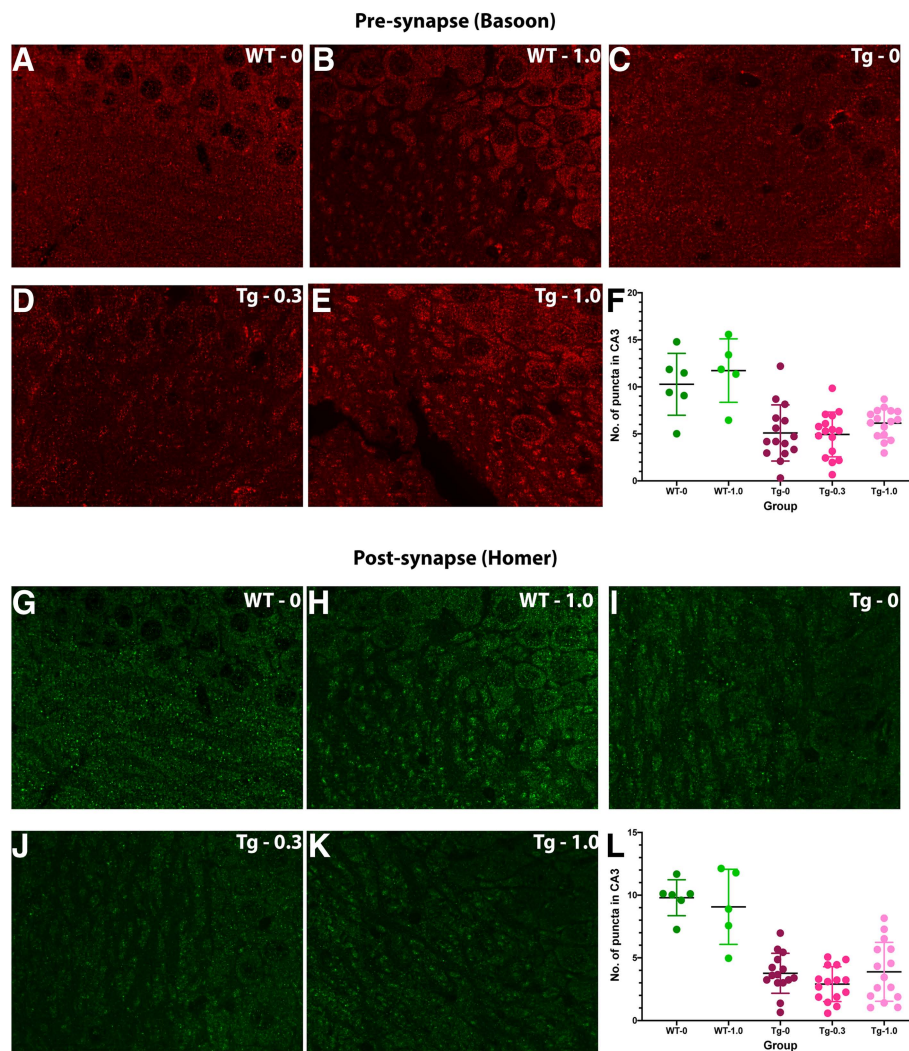 Pre-synapse (Basoon)
A WT - 0
B WT - 1.0
C Tg - 0
D Tg - 0.3
E Tg - 1.0
F
No. of puncta in CA3
20
15
10
5
0
WT-0 WT-1.0 Tg-0 Tg-0.3 Tg-1.0
Group
Post-synapse (Homer)
G WT - 0
H WT - 1.0
I Tg - 0
J Tg - 0.3
K Tg - 1.0
L
No. of puncta in CA3
15
10
5
0
WT-0 WT-1.0 Tg-0 Tg-0.3 Tg-1.0
Group